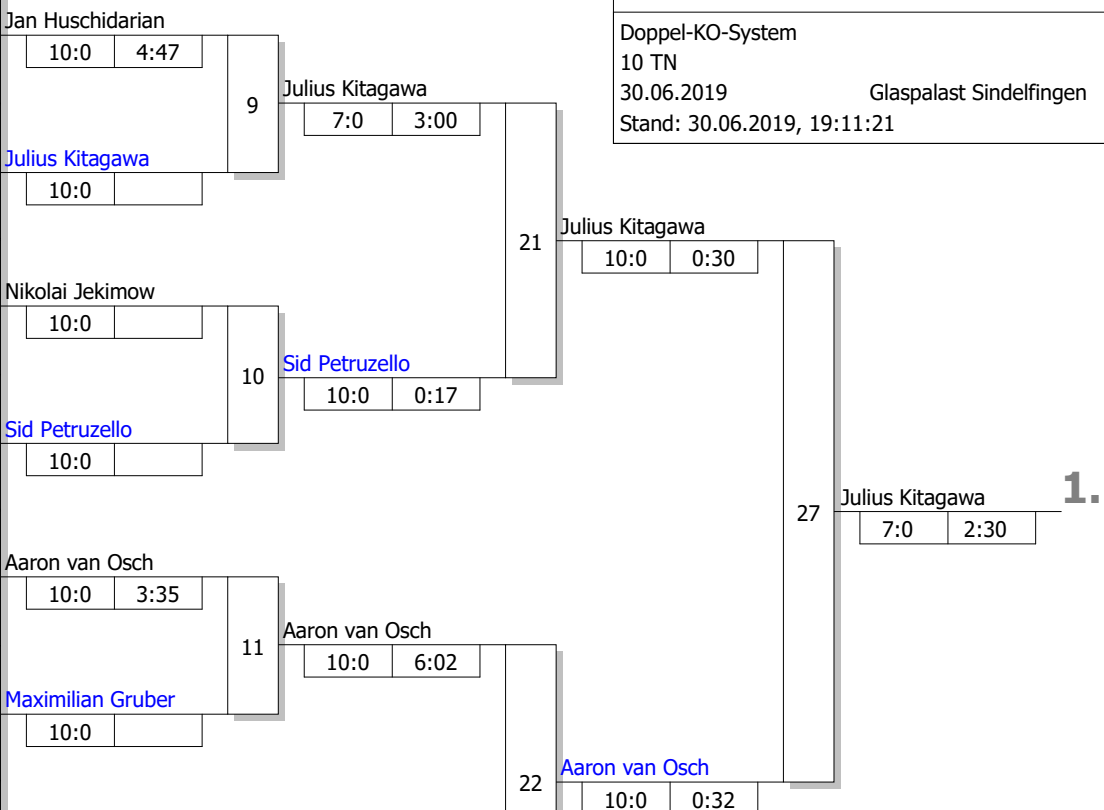 Jan Huschidarian
10:0 4:47
9
Julius Kitagawa
7:0 3:00
Julius Kitagawa
10:0
Doppel-KO-System
10 TN
30.06.2019 Glaspalast Sindelfingen
Stand: 30.06.2019, 19:11:21
21
Julius Kitagawa
10:0 0:30
Nikolai Jekimow
10:0
10
Sid Petruzello
10:0 0:17
Sid Petruzello
10:0
27
Julius Kitagawa
7:0 2:30
1.
Aaron van Osch
10:0 3:35
11
Aaron van Osch
10:0 6:02
Maximilian Gruber
10:0
22
Aaron van Osch
10:0 0:32